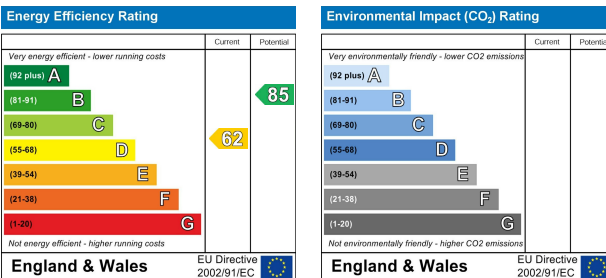 Energy Efficiency Rating
Current Potential
Very energy efficient - lower running costs
(92 plus) A
(81-91) B
85
(69-80) C
62
(55-68) D
(39-54) E
(21-38) F
(1-20) G
Not energy efficient - higher running costs
England & Wales
EU Directive
2002/91/EC
Environmental Impact (CO₂) Rating
Current Potentia
Very environmentally friendly - lower CO2 emissions
(92 plus) A
(81-91) B
(69-80) C
(55-68) D
(39-54) E
(21-38) F
(1-20) G
Not environmentally friendly - higher CO2 emissions
England & Wales
EU Directive
2002/91/EC